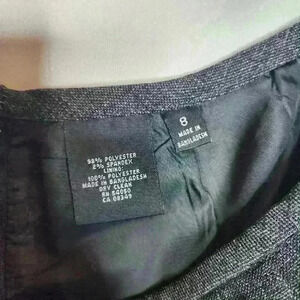 98% POLYESTER
2% SPANDEX
LINING:
100% POLYESTER
MADE IN BANGLADESH
DRY CLEAN
RN 54050
CA 08349
8
MADE IN
BANGLADESH